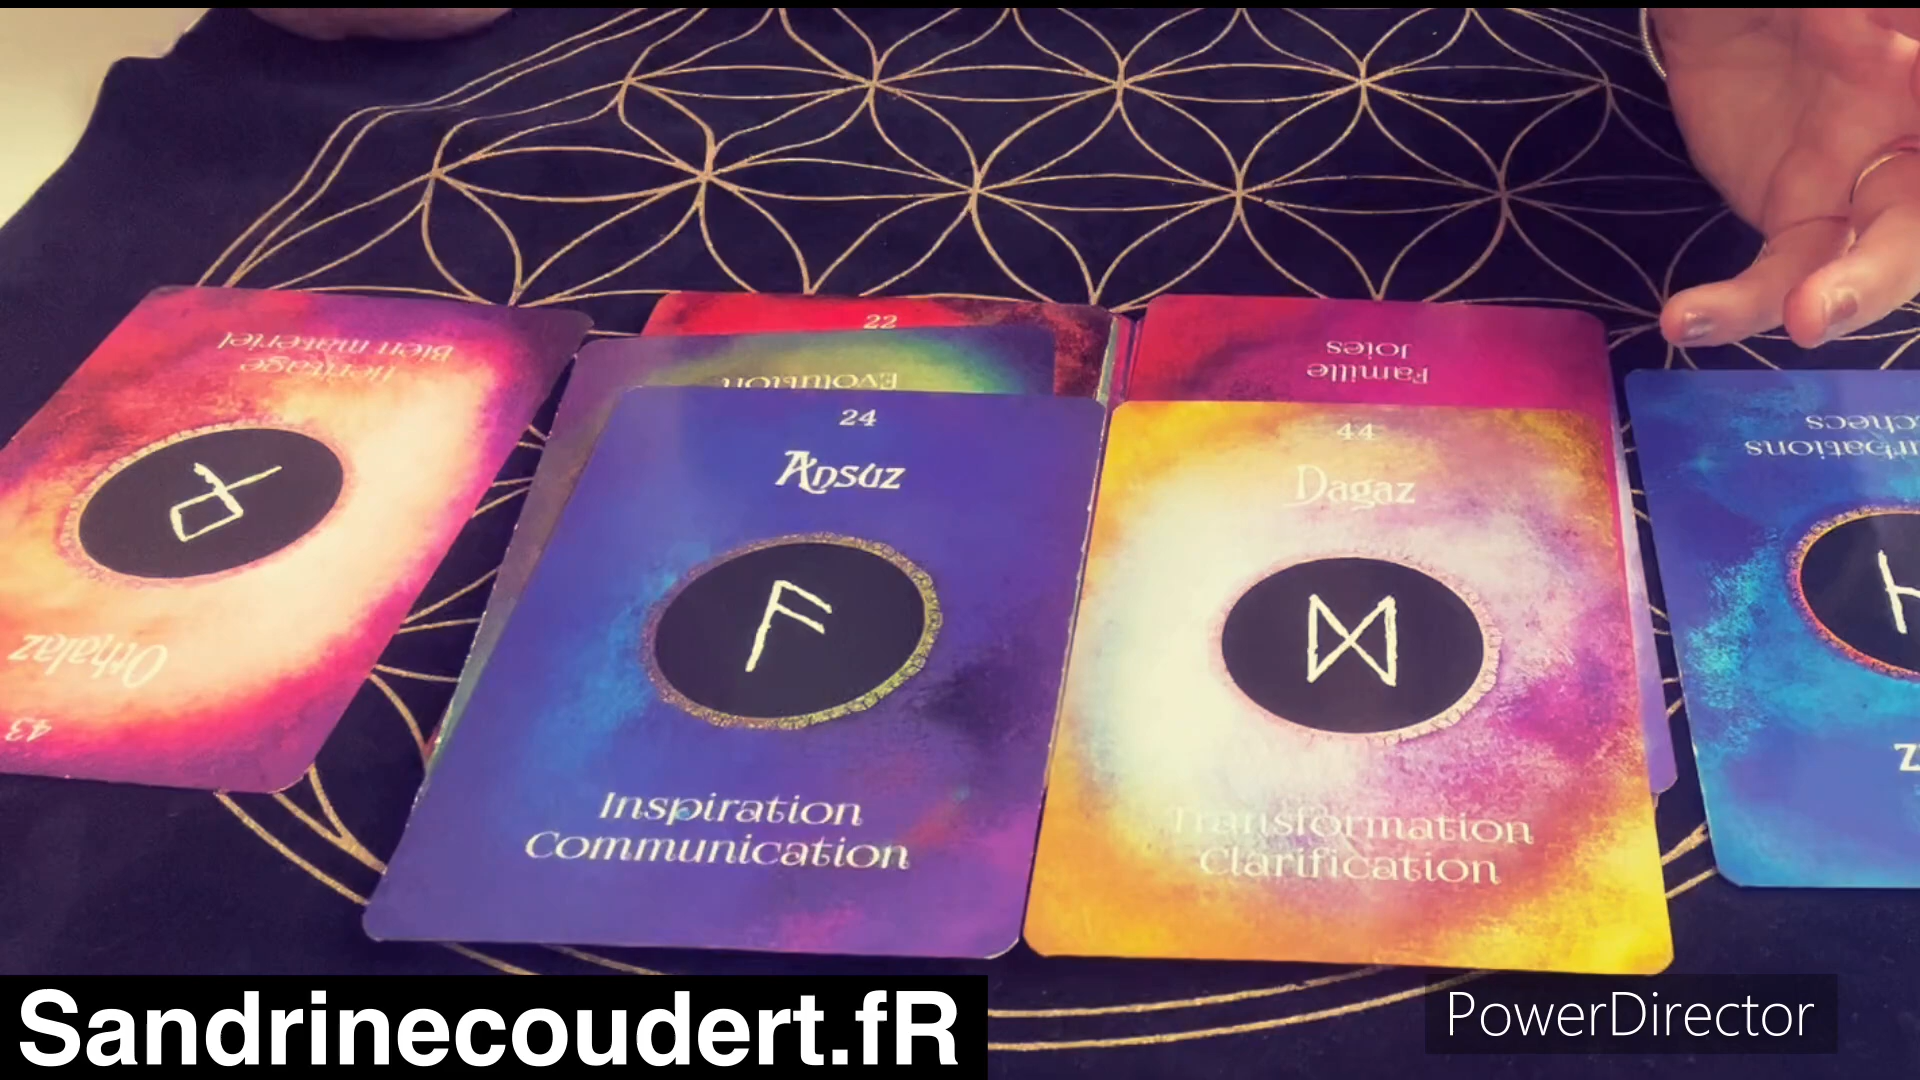 Bien matériel
Héritage
Othalaz
43
22
Evolution
24
Ansuz
Inspiration
Communication
Joies
Famille
44
Dagaz
Transformation
Clarification
Sandrinecoudert.fR
PowerDirector